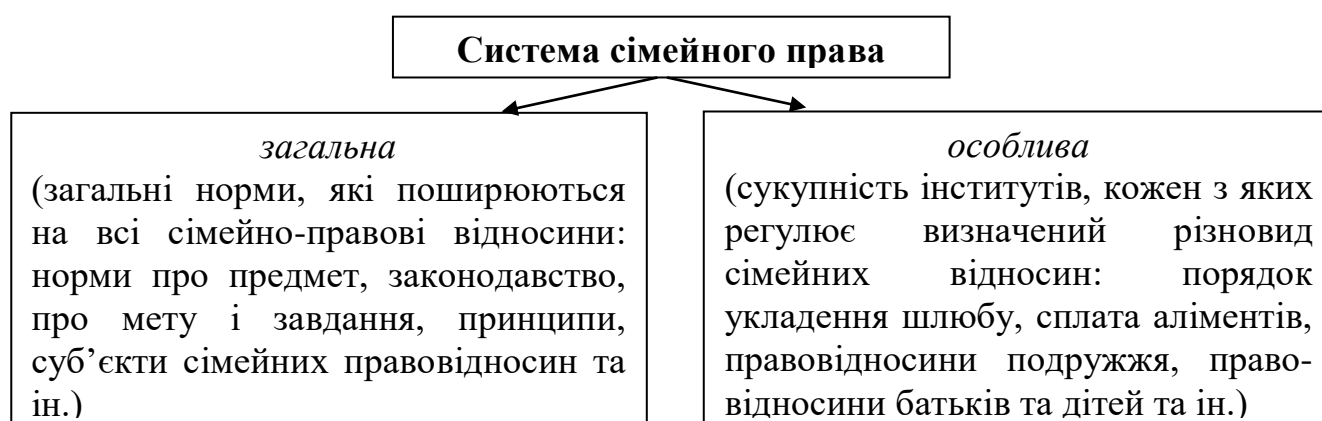 Система сімейного права
загальна
(загальні норми, які поширюються
на всі сімейно-правові відносини:
норми про предмет, законодавство,
про мету і завдання, принципи,
суб’єкти сімейних правовідносин та
ін.)
особлива
(сукупність інститутів, кожен з яких
регулює визначений різновид
сімейних відносин: порядок
укладення шлюбу, сплата аліментів,
правовідносини подружжя, право-
відносини батьків та дітей та ін.)